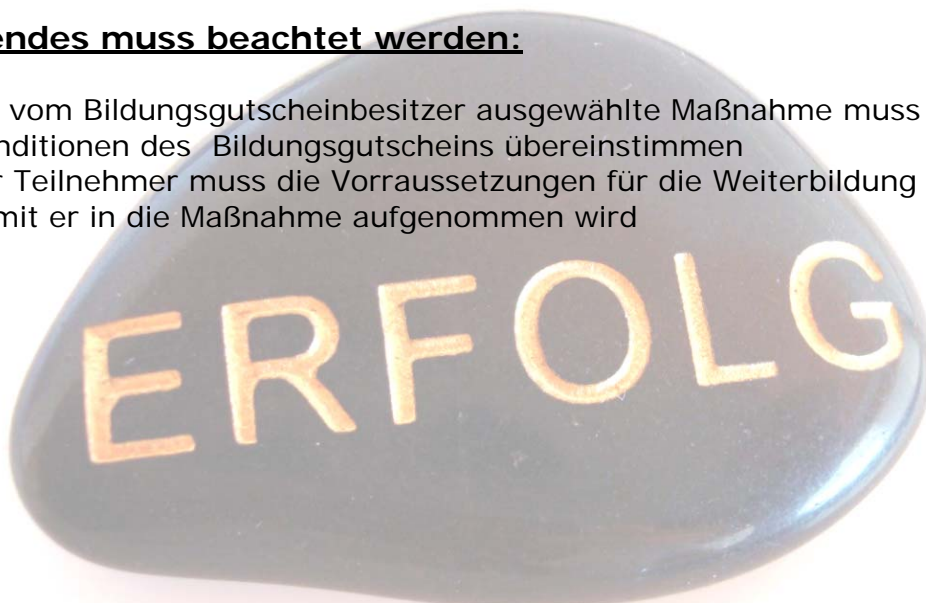 endes muss beachtet werden:
vom Bildungsgutscheinbesitzer ausgewählte Maßnahme muss
nditionen des Bildungsgutscheins übereinstimmen
r Teilnehmer muss die Vorraussetzungen für die Weiterbildung
mit er in die Maßnahme aufgenommen wird
ERFOLG